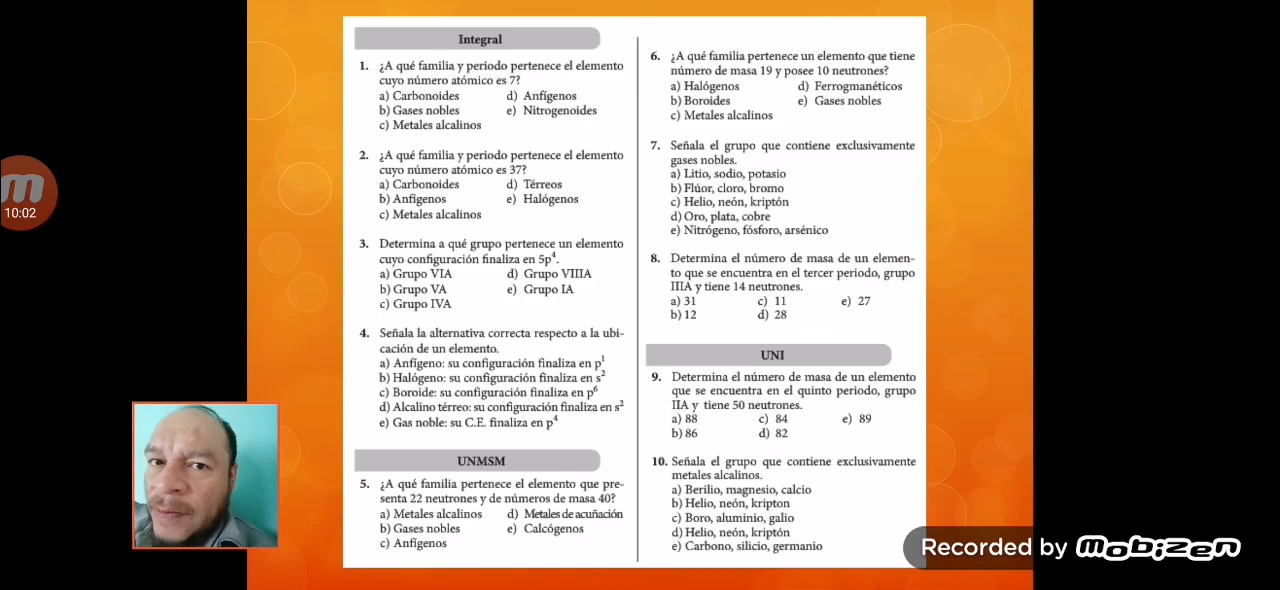 Integral
1. ¿A qué familia y periodo pertenece el elemento
cuyo número atómico es 7?
a) Carbonoides d) Anfígenos
b) Gases nobles e) Nitrogenoides
c) Metales alcalinos
2. ¿A qué familia y periodo pertenece el elemento
cuyo número atómico es 37?
a) Carbonoides d) Térreos
b) Anfígenos e) Halógenos
c) Metales alcalinos
3. Determina a qué grupo pertenece un elemento
cuyo configuración finaliza en 5p⁴.
a) Grupo VIA d) Grupo VIIIA
b) Grupo VA e) Grupo IA
c) Grupo IVA
4. Señala la alternativa correcta respecto a la ubi-
cación de un elemento.
a) Anfígeno: su configuración finaliza en p¹
b) Halógeno: su configuración finaliza en s²
c) Boroide: su configuración finaliza en p⁶
d) Alcalino térreo: su configuración finaliza en s²
e) Gas noble: su C.E. finaliza en p⁴
UNMSM
5. ¿A qué familia pertenece el elemento que pre-
senta 22 neutrones y de números de masa 40?
a) Metales alcalinos d) Metales de acuñación
b) Gases nobles e) Calcógenos
c) Anfígenos
6. ¿A qué familia pertenece un elemento que tiene
número de masa 19 y posee 10 neutrones?
a) Halógenos d) Ferrogmanéticos
b) Boroides e) Gases nobles
c) Metales alcalinos
7. Señala el grupo que contiene exclusivamente
gases nobles.
a) Litio, sodio, potasio
b) Flúor, cloro, bromo
c) Helio, neón, kriptón
d) Oro, plata, cobre
e) Nitrógeno, fósforo, arsénico
8. Determina el número de masa de un elemen-
to que se encuentra en el tercer periodo, grupo
IIIA y tiene 14 neutrones.
a) 31 c) 11 e) 27
b) 12 d) 28
UNI
9. Determina el número de masa de un elemento
que se encuentra en el quinto periodo, grupo
IIA y tiene 50 neutrones.
a) 88 c) 84 e) 89
b) 86 d) 82
10. Señala el grupo que contiene exclusivamente
metales alcalinos.
a) Berilio, magnesio, calcio
b) Helio, neón, kripton
c) Boro, aluminio, galio
d) Helio, neón, kriptón
e) Carbono, silicio, germanio
10:02
Recorded by Mobizen